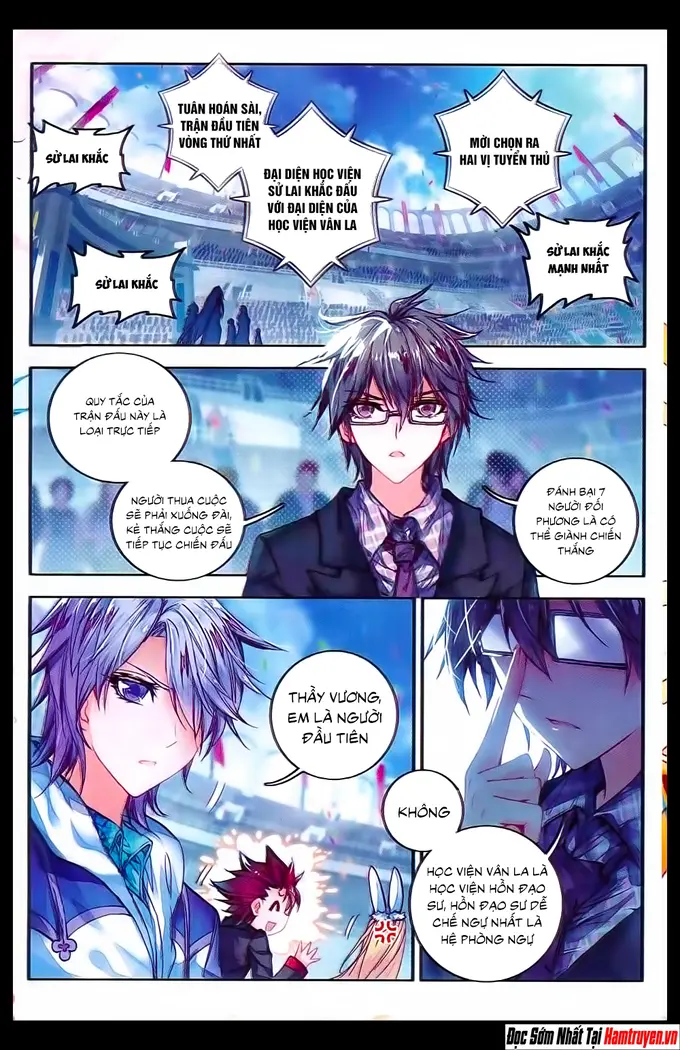 TUÂN HOÁN SÀI,
TRẬN ĐẦU TIÊN
VÒNG THỨ NHẤT
SỬ LAI KHẮC
ĐẠI DIỆN HỌC VIỆN
SỬ LAI KHẮC ĐẤU
VỚI ĐẠI DIỆN CỦA
HỌC VIỆN VÂN LA
MỜI CHỌN RA
HAI VỊ TUYỂN THỦ
SỬ LAI KHẮC
SỬ LAI KHẮC
MẠNH NHẤT
QUY TẮC CỦA
TRẬN ĐẤU NÀY LÀ
LOẠI TRỰC TIẾP
NGƯỜI THUA CUỘC
SẼ PHẢI XUỐNG ĐÀI,
KẺ THẮNG CUỘC SẼ
TIẾP TỤC CHIẾN ĐẤU
ĐÁNH BẠI 7
NGƯỜI ĐỐI
PHƯƠNG LÀ CÓ
THỂ GIÀNH CHIẾN
THẮNG
THẦY VƯƠNG,
EM LÀ NGƯỜI
ĐẦU TIÊN
KHÔNG
HỌC VIỆN VÂN LA LÀ
HỌC VIỆN HỒN ĐẠO
SƯ, HỒN ĐẠO SƯ DỄ
CHẾ NGỰ NHẤT LÀ
HỆ PHÒNG NGỰ
Đọc Sớm Nhất Tại Hamtruyen.vn